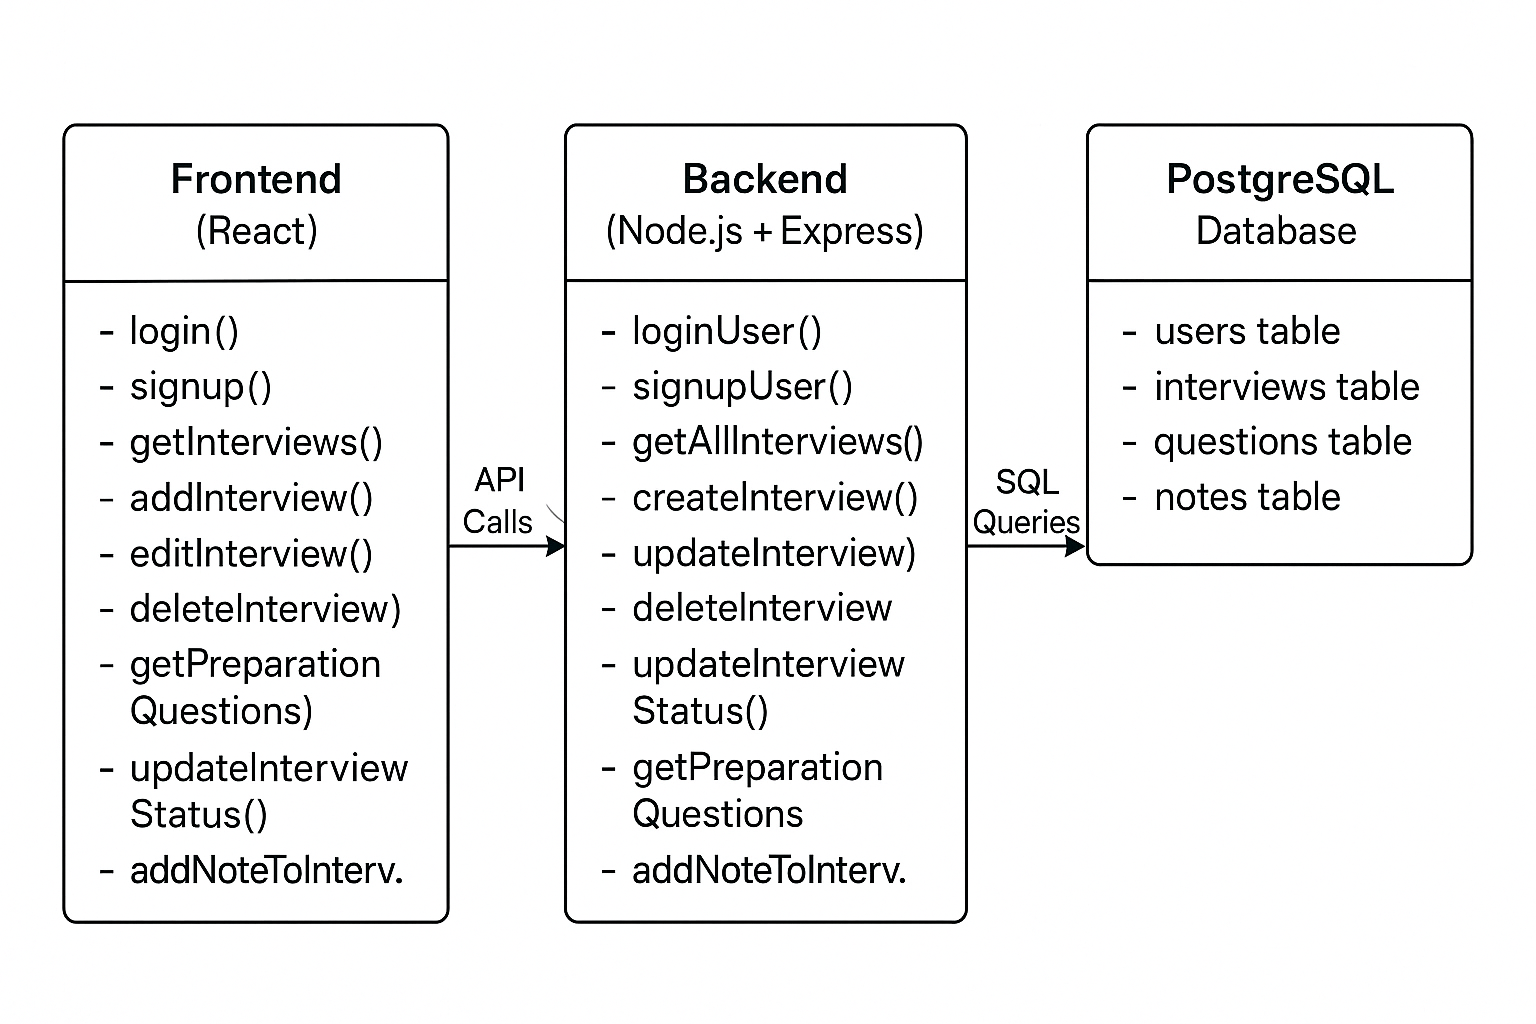 Frontend
(React)
- login()
- signup()
- getInterviews()
- addInterview()
- editInterview()
- deleteInterview)
- getPreparation
Questions)
- updateInterview
Status()
- addNoteToInterv.
API
Calls
Backend
(Node.js + Express)
- loginUser()
- signupUser()
- getAllInterviews()
- createInterview()
- updateInterview)
- deleteInterview
- updateInterview
Status()
- getPreparation
Questions
- addNoteToInterv.
SQL
Queries
PostgreSQL
Database
- users table
- interviews table
- questions table
- notes table